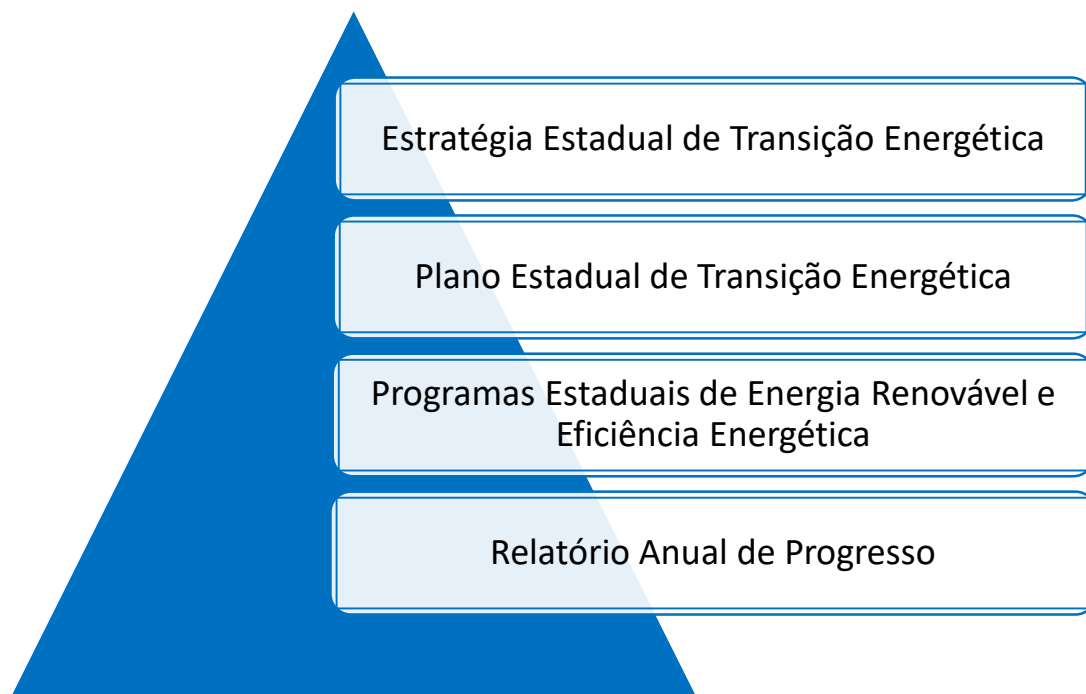 Estratégia Estadual de Transição Energética
Plano Estadual de Transição Energética
Programas Estaduais de Energia Renovável e
Eficiência Energética
Relatório Anual de Progresso